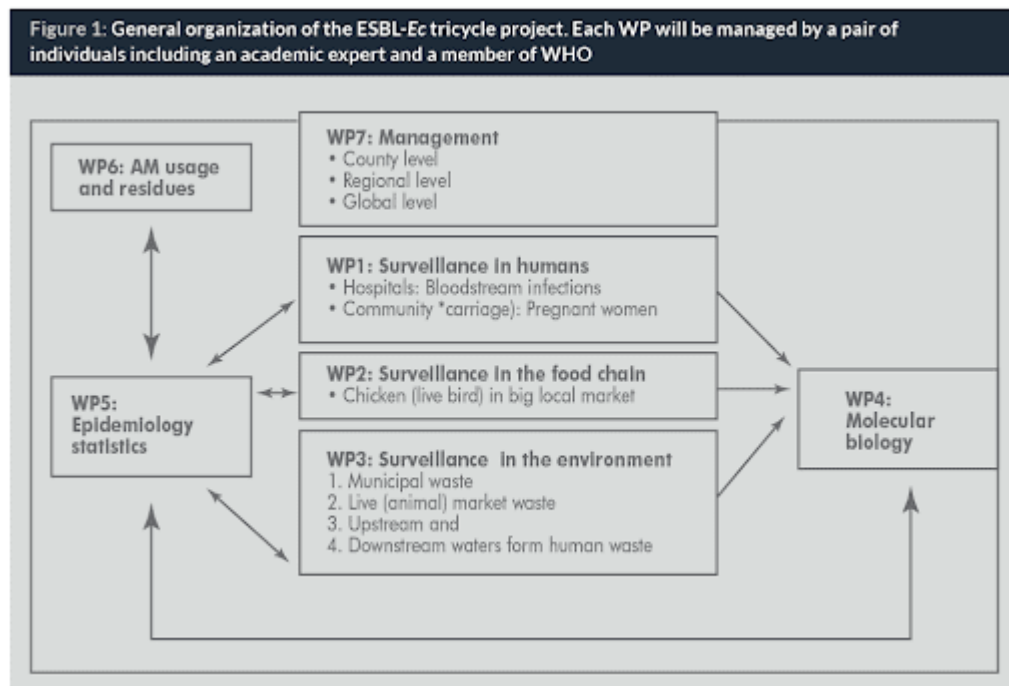 Figure 1: General organization of the ESBL-Ec tricycle project. Each WP will be managed by a pair of
individuals including an academic expert and a member of WHO
WP7: Management
• County level
• Regional level
• Global level
WP6: AM usage
and residues
WP1: Surveillance in humans
• Hospitals: Bloodstream infections
• Community *carriage): Pregnant women
WP2: Surveillance in the food chain
• Chicken (live bird) in big local market
WP5:
Epidemiology
statistics
WP4:
Molecular
biology
WP3: Surveillance in the environment
1. Municipal waste
2. Live (animal) market waste
3. Upstream and
4. Downstream waters form human waste